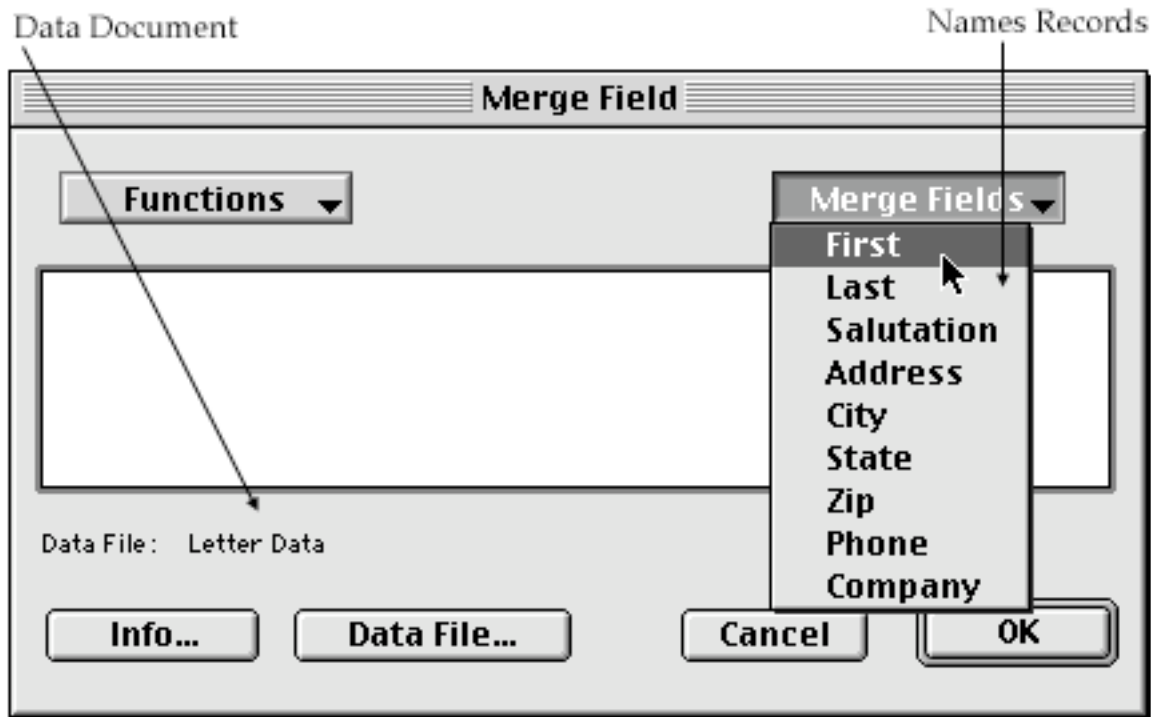 Data Document
Names Records
Merge Field
Functions
Merge Fields
First
Last
Salutation
Address
City
State
Zip
Phone
Company
Data File: Letter Data
Info...
Data File...
Cancel
OK